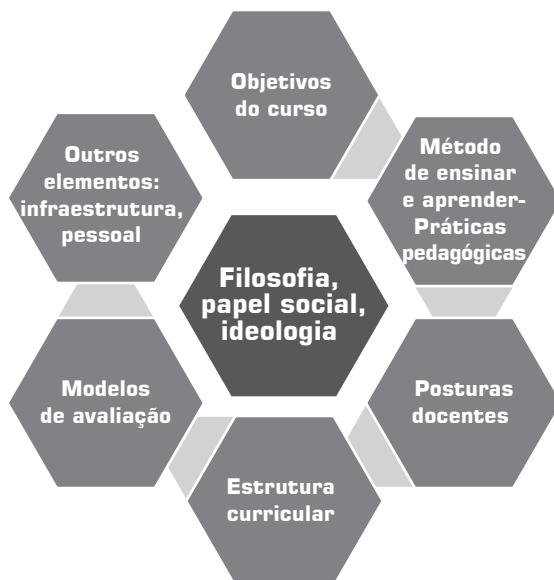 Objetivos
do curso
Método
de ensinar
e aprender-
Práticas
pedagógicas
Posturas
docentes
Estrutura
curricular
Modelos
de avaliação
Outros
elementos:
infraestrutura,
pessoal
Filosofia,
papel social,
ideologia